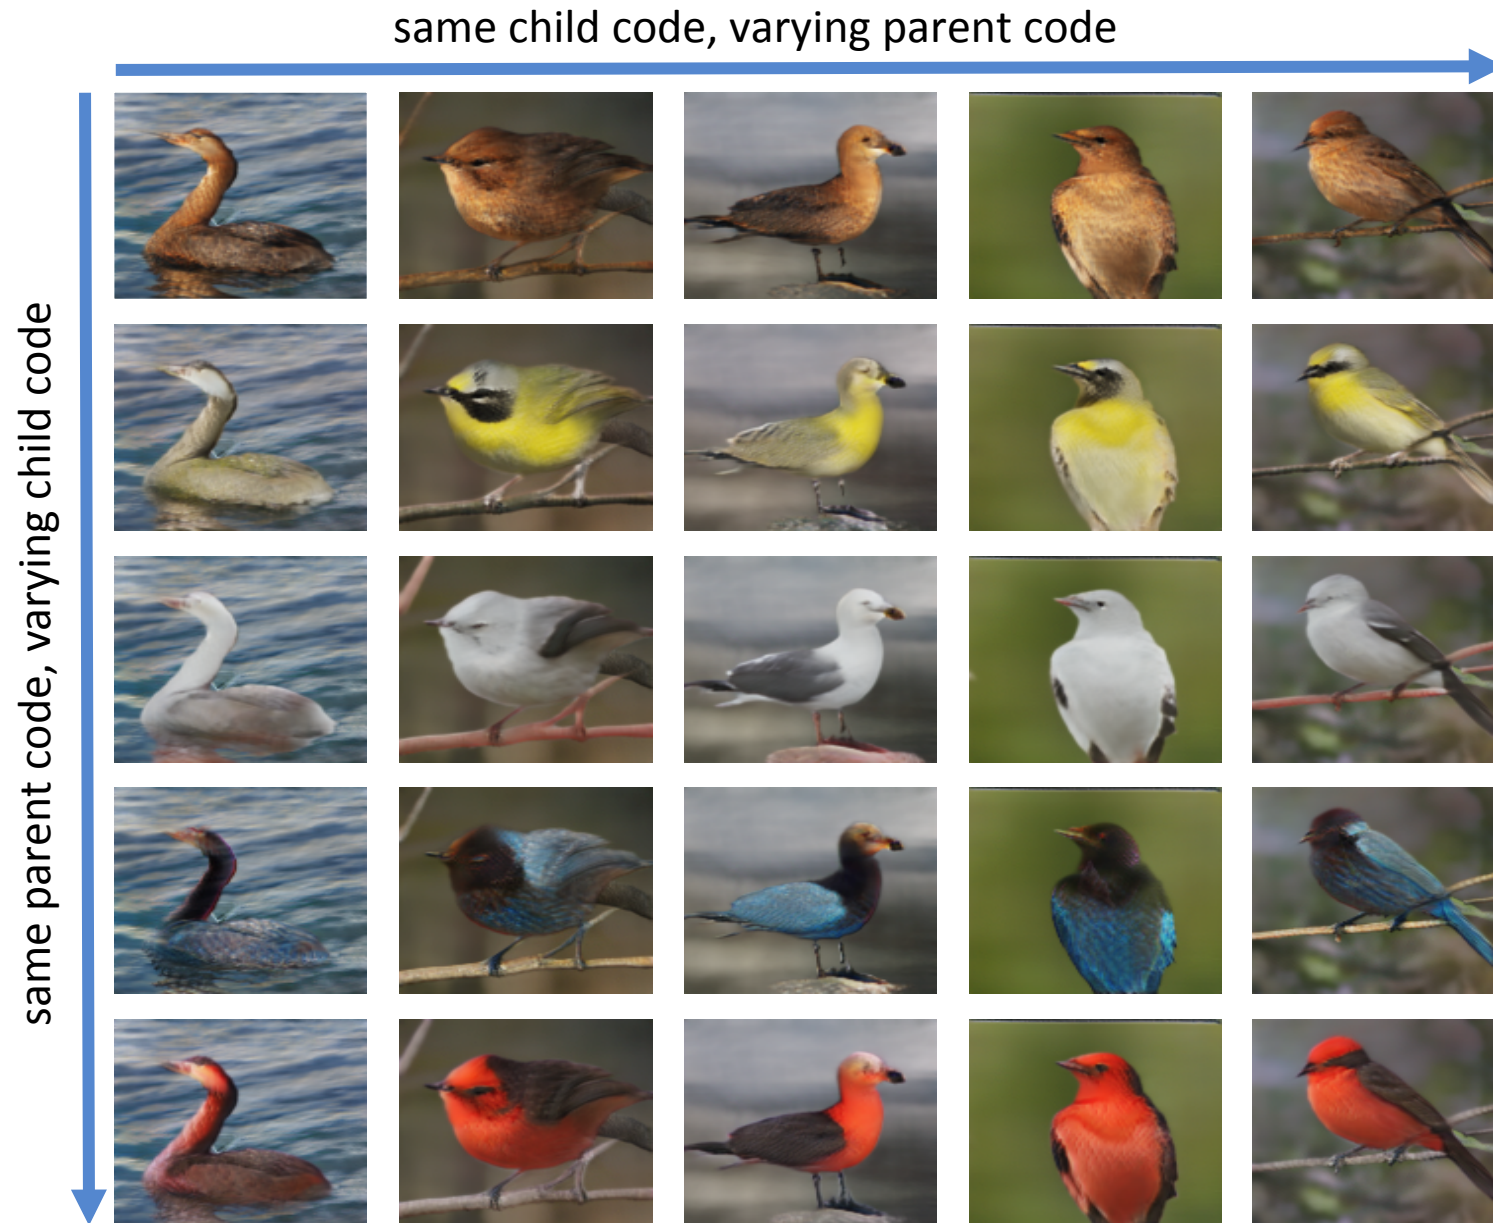 same child code, varying parent code
same parent code, varying child code